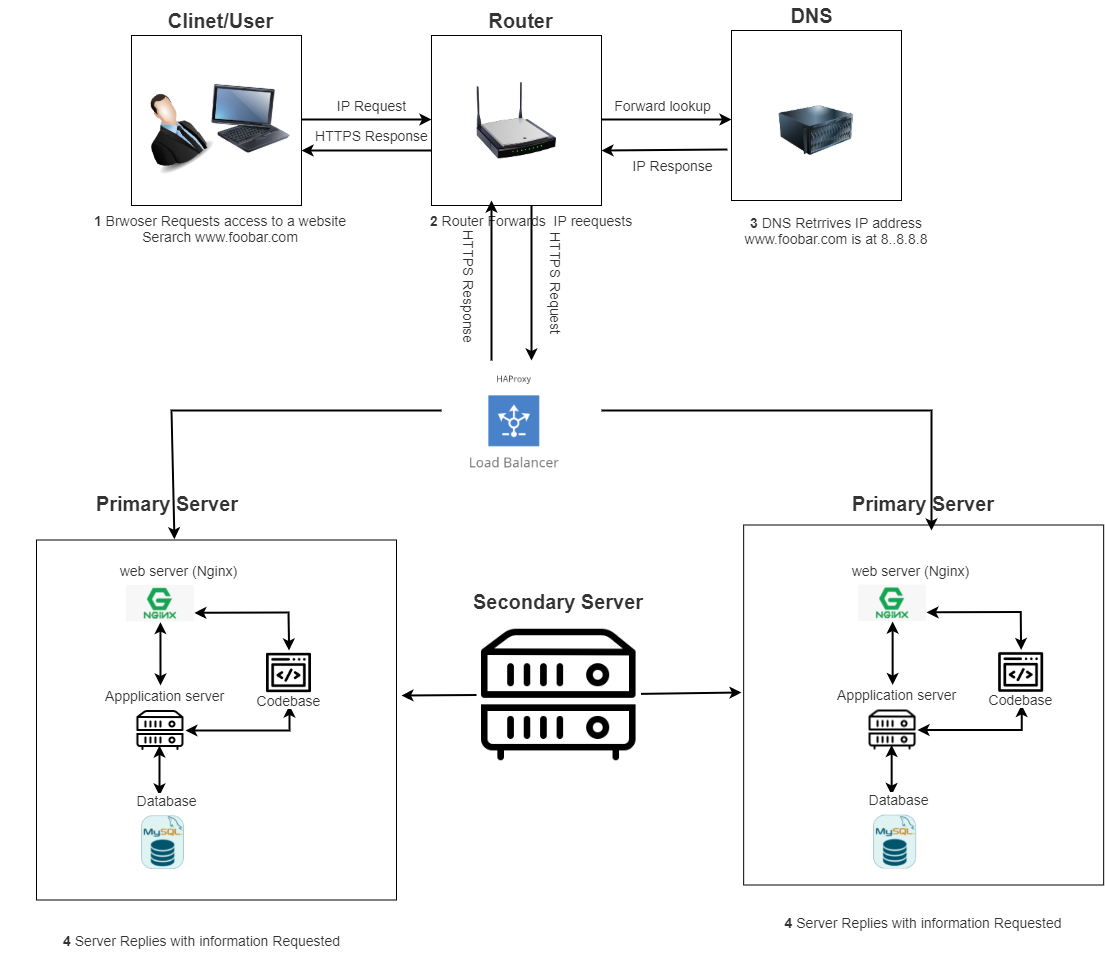 Clinet/User
Router
DNS
IP Request
HTTPS Response
Forward lookup
IP Response
1 Brwoser Requests access to a website
Serarch www.foobar.com
2 Router Forwards  IP reequests
3 DNS Retrrives IP address
www.foobar.com is at 8..8.8.8
HTTPS Response
HTTPS Request
HAProxy
Load Balancer
Primary Server
Primary Server
web server (Nginx)
NGINX
Appplication server
Codebase
Database
MySQL
Secondary Server
web server (Nginx)
NGINX
Appplication server
Codebase
Database
MySQL
4 Server Replies with information Requested
4 Server Replies with information Requested